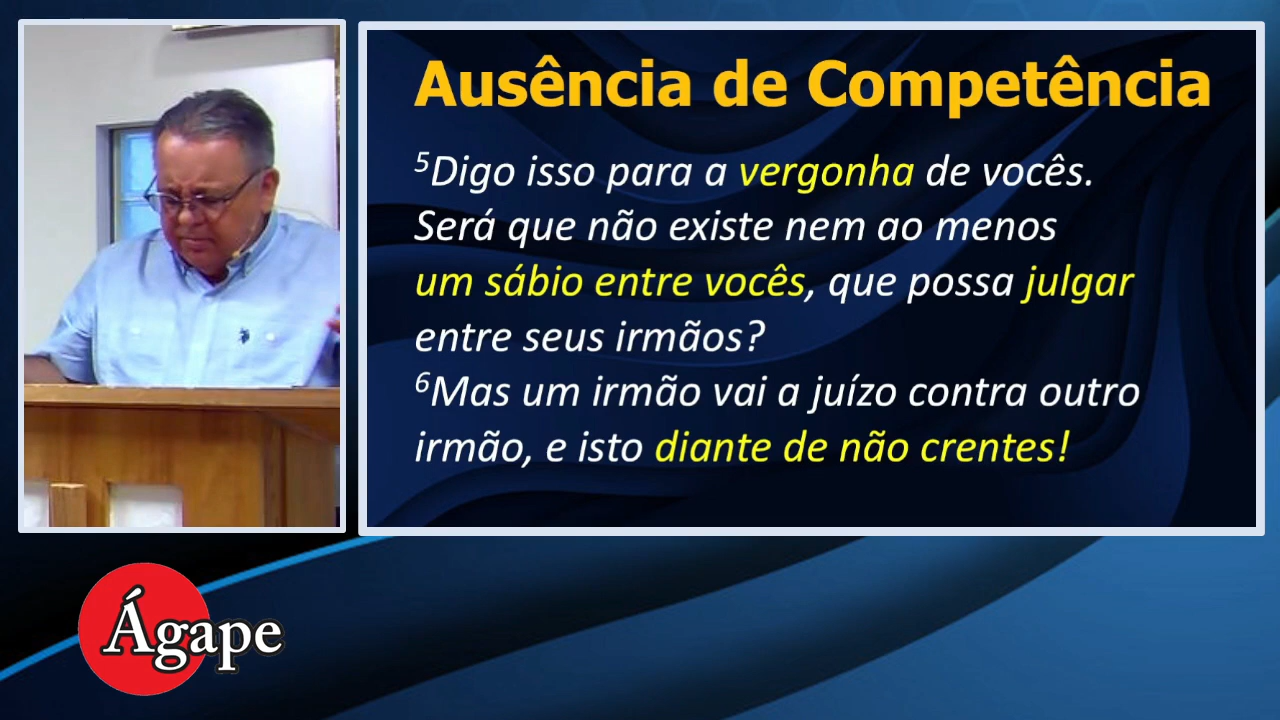 Ausência de Competência
⁵Digo isso para a vergonha de vocês.
Será que não existe nem ao menos
um sábio entre vocês, que possa julgar
entre seus irmãos?
⁶Mas um irmão vai a juízo contra outro
irmão, e isto diante de não crentes!
Ágape